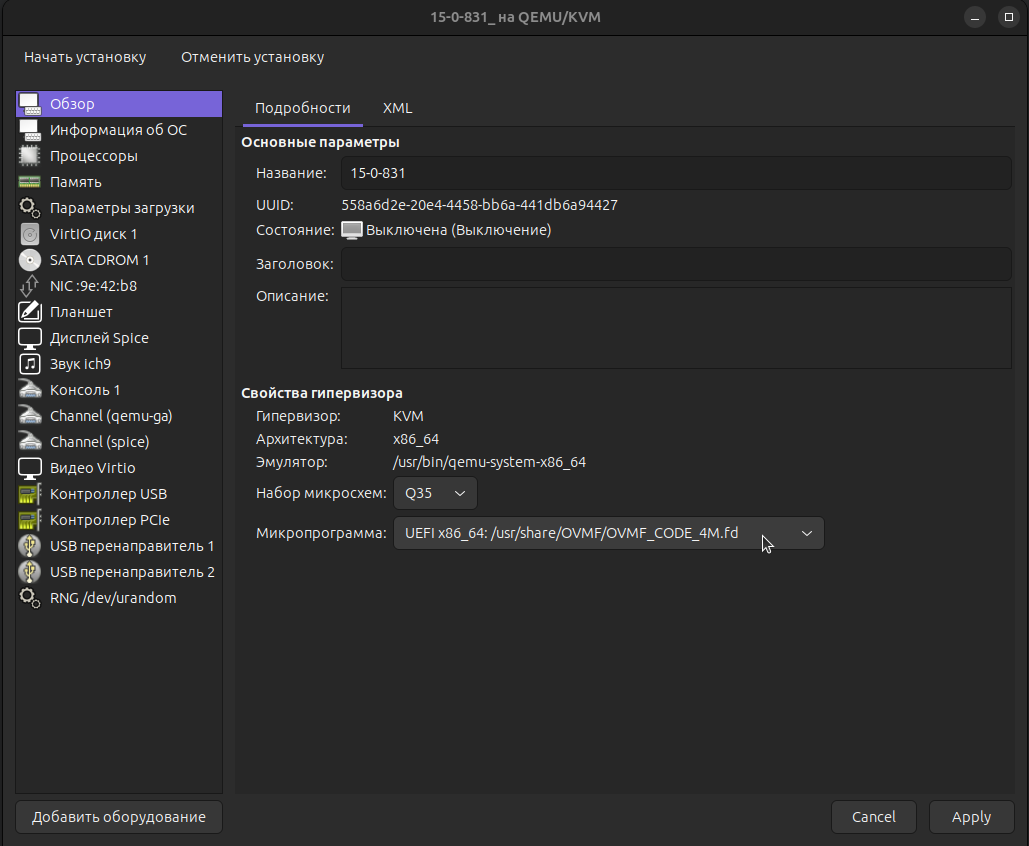 15-0-831_ на QEMU/KVM
Начать установку
Отменить установку
Обзор
Информация об ОС
Процессоры
Память
Параметры загрузки
VirtIO диск 1
SATA CDROM 1
NIC :9e:42:b8
Планшет
Дисплей Spice
Звук ich9
Консоль 1
Channel (qemu-ga)
Channel (spice)
Видео Virtio
Контроллер USB
Контроллер PCIe
USB перенаправитель 1
USB перенаправитель 2
RNG /dev/urandom
Добавить оборудование
Подробности
XML
Основные параметры
Название: 15-0-831
UUID: 558a6d2e-20e4-4458-bb6a-441db6a94427
Состояние: Выключена (Выключение)
Заголовок:
Описание:
Свойства гипервизора
Гипервизор: KVM
Архитектура: x86_64
Эмулятор: /usr/bin/qemu-system-x86_64
Набор микросхем: Q35
Микропрограмма: UEFI x86_64: /usr/share/OVMF/OVMF_CODE_4M.fd
Cancel
Apply